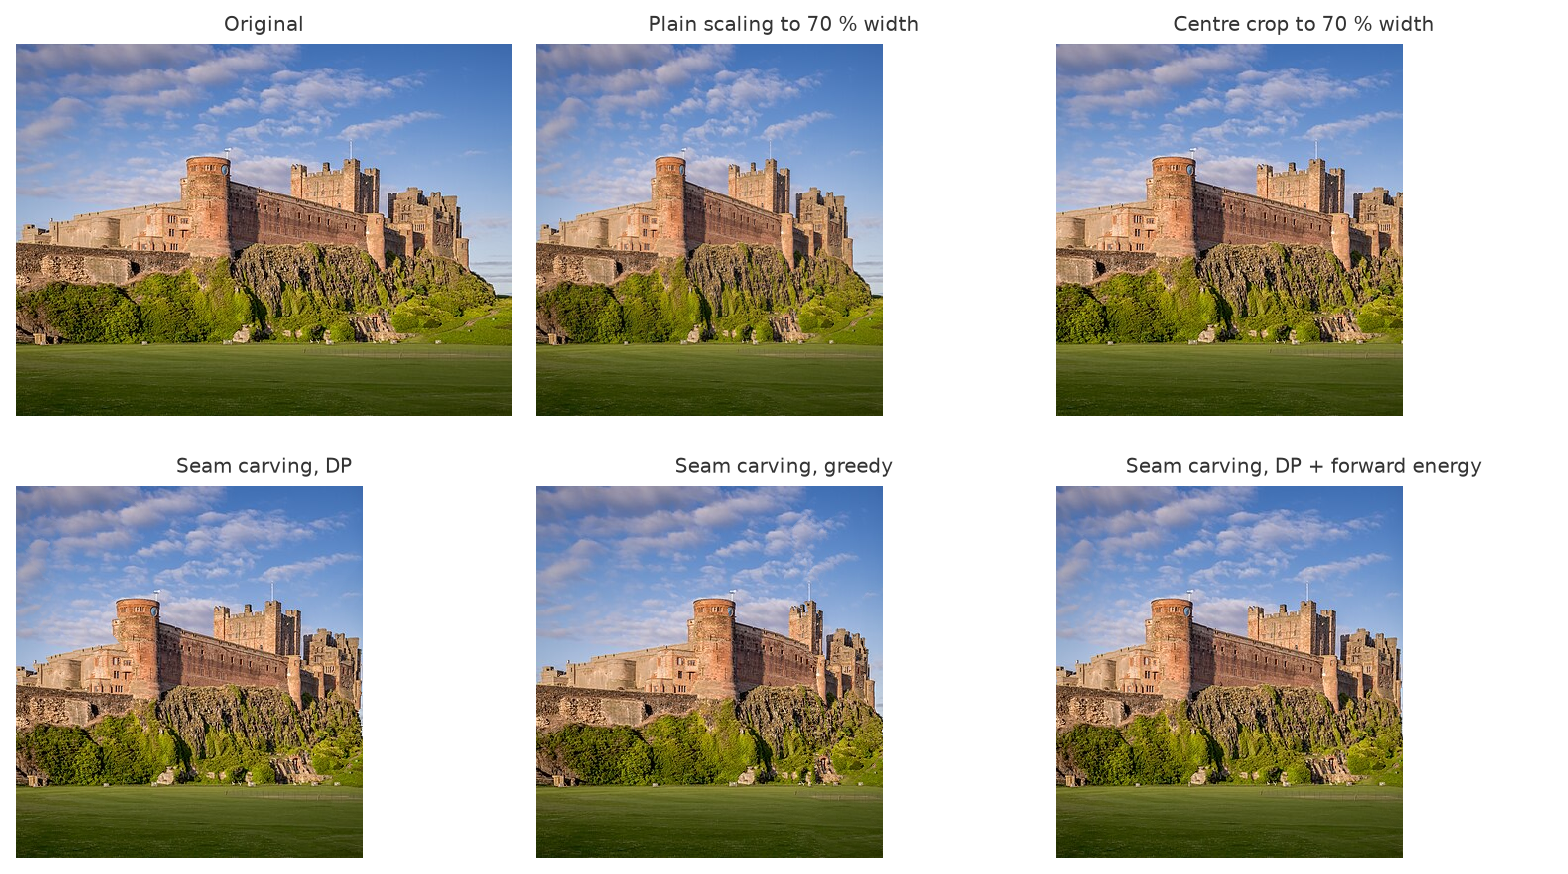 Original
Plain scaling to 70 % width
Centre crop to 70 % width
Seam carving, DP
Seam carving, greedy
Seam carving, DP + forward energy